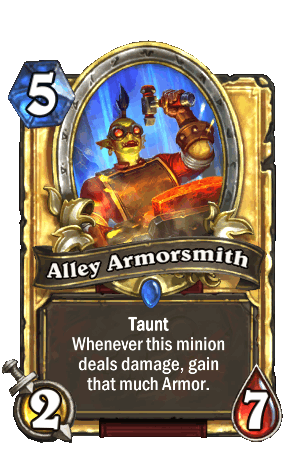 5
Alley Armorsmith
Taunt
Whenever this minion
deals damage, gain
that much Armor.
2
7